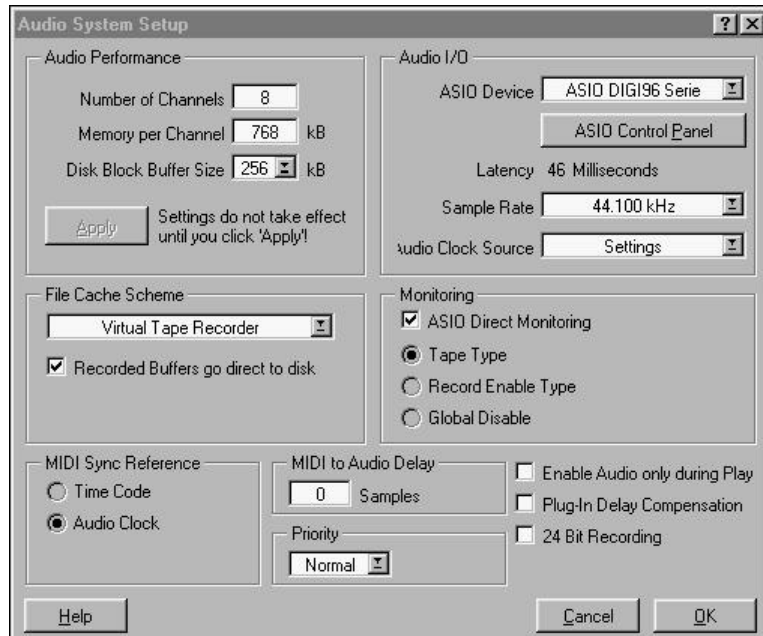 Audio System Setup
Audio Performance
Number of Channels 8
Memory per Channel 768 kB
Disk Block Buffer Size 256 kB
Apply
Settings do not take effect
until you click 'Apply'!
Audio I/O
ASIO Device ASIO DIGI96 Serie
ASIO Control Panel
Latency 46 Milliseconds
Sample Rate 44.100 kHz
Audio Clock Source Settings
File Cache Scheme
Virtual Tape Recorder
Recorded Buffers go direct to disk
Monitoring
ASIO Direct Monitoring
Tape Type
Record Enable Type
Global Disable
MIDI Sync Reference
Time Code
Audio Clock
MIDI to Audio Delay
0 Samples
Priority
Normal
Enable Audio only during Play
Plug-In Delay Compensation
24 Bit Recording
Help
Cancel
OK